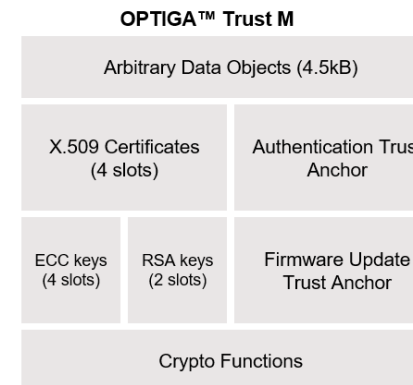 OPTIGA™ Trust M
Arbitrary Data Objects (4.5kB)
X.509 Certificates
(4 slots)
Authentication Trus
Anchor
ECC keys
(4 slots)
RSA keys
(2 slots)
Firmware Update
Trust Anchor
Crypto Functions